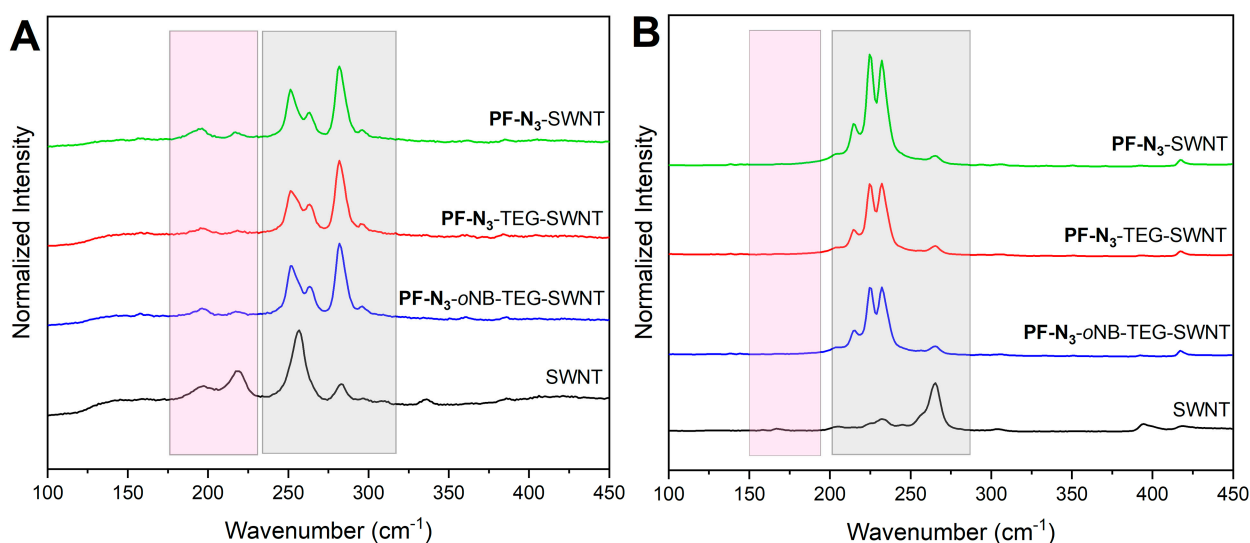 A
Normalized Intensity
PF-N₃-SWNT
PF-N₃-TEG-SWNT
PF-N₃-oNB-TEG-SWNT
SWNT
100 150 200 250 300 350 400 450
Wavenumber (cm⁻¹)
B
Normalized Intensity
PF-N₃-SWNT
PF-N₃-TEG-SWNT
PF-N₃-oNB-TEG-SWNT
SWNT
100 150 200 250 300 350 400 450
Wavenumber (cm⁻¹)